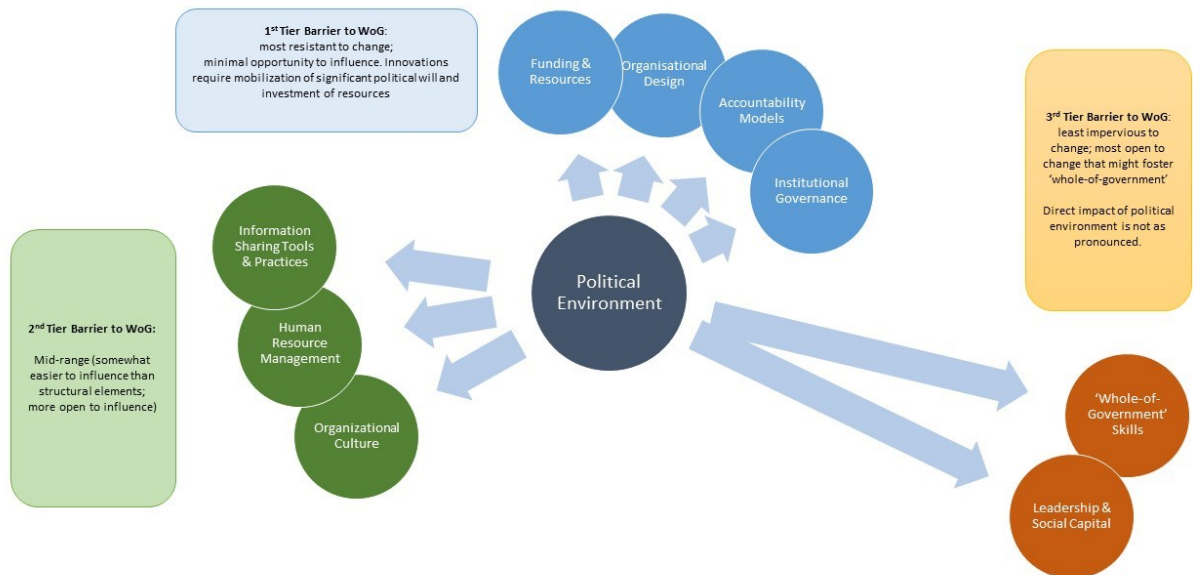 1st Tier Barrier to WoG:
most resistant to change;
minimal opportunity to influence. Innovations
require mobilization of significant political will and
investment of resources
Funding &
Resources
Organisational
Design
Accountability
Models
Institutional
Governance
3rd Tier Barrier to WoG:
least impervious to
change; most open to
change that might foster
‘whole-of-government’
Direct impact of political
environment is not as
pronounced.
Information
Sharing Tools
& Practices
Human
Resource
Management
Organizational
Culture
Political
Environment
2nd Tier Barrier to WoG:
Mid-range (somewhat
easier to influence than
structural elements;
more open to influence)
‘Whole-of-
Government’
Skills
Leadership &
Social Capital